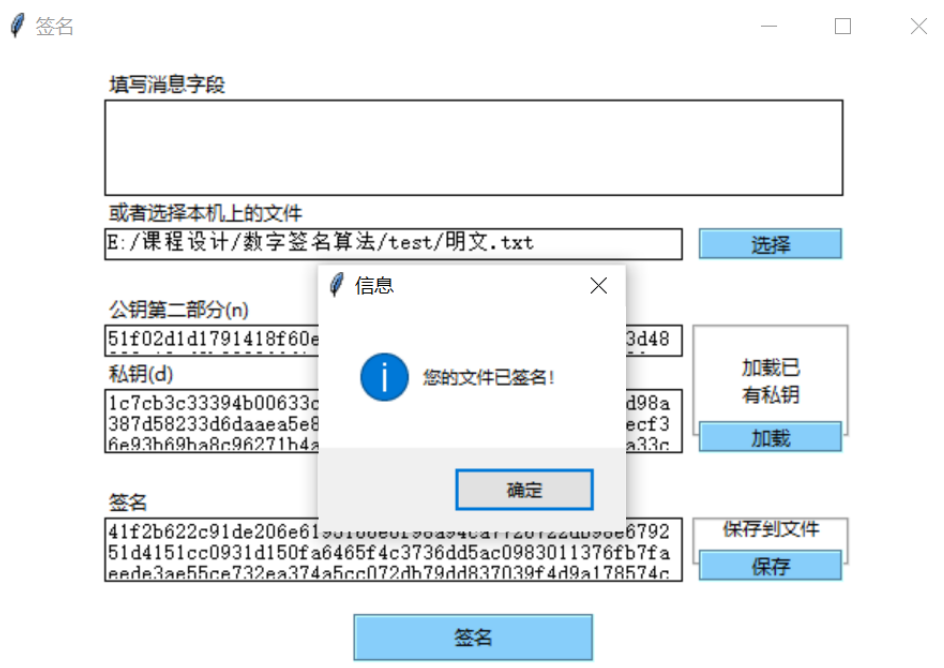 签名
填写消息字段
或者选择本机上的文件
E:/课程设计/数字签名算法/test/明文.txt
选择
信息
公钥第二部分(n)
51f02d1d1791418f60e
3d48
加载已
有私钥
加载
私钥(d)
1c7cb3c33394b00633c
d98a
387d58233d6daaea5e8
ecf3
6e93b69ba8c96271b4a
a33c
您的文件已签名！
确定
签名
51d4151cc0931d150fa6465f4c3736dd5ac0983011376fb7fa
eede3ae55ce732ea374a5cc072db79dd837039f4d9a178574c
保存到文件
保存
签名